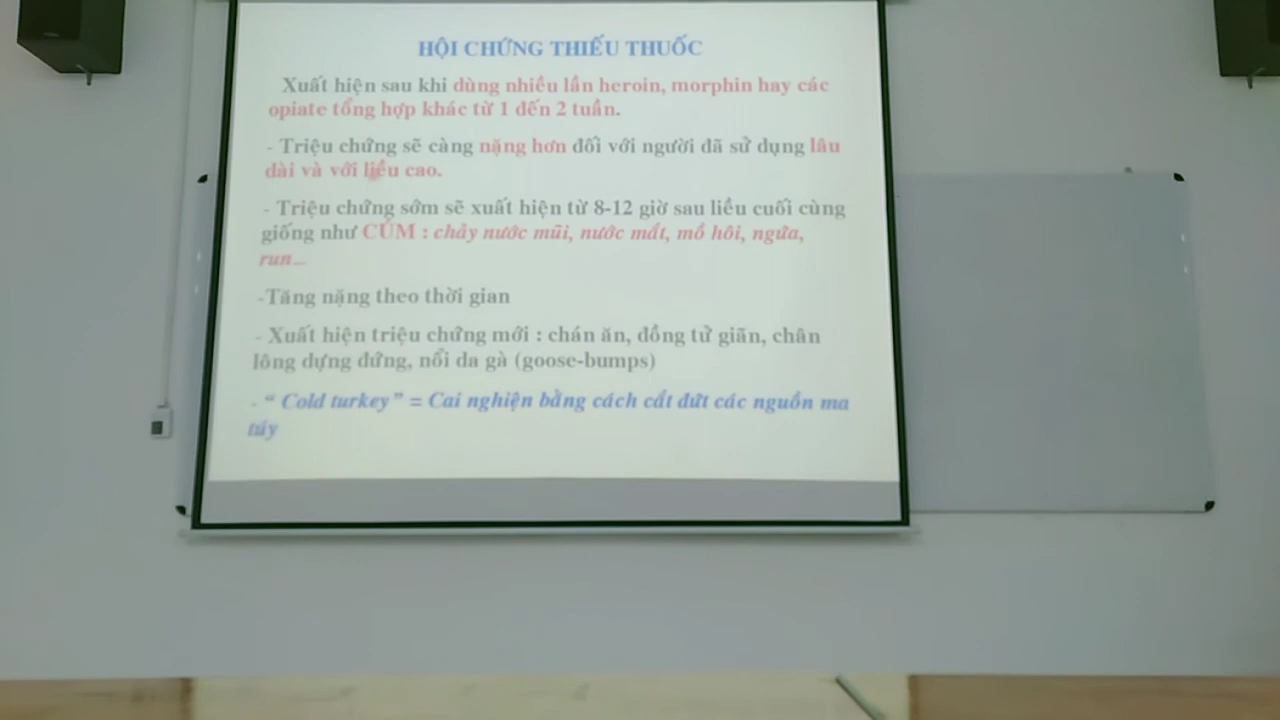 HỘI CHỨNG THIẾU THUỐC
Xuất hiện sau khi dùng nhiều lần heroin, morphin hay các
opiate tổng hợp khác từ 1 đến 2 tuần.
- Triệu chứng sẽ càng nặng hơn đối với người đã sử dụng lâu
dài và với liều cao.
- Triệu chứng sớm sẽ xuất hiện từ 8-12 giờ sau liều cuối cùng
giống như CÚM : chảy nước mũi, nước mắt, mồ hôi, ngứa,
run...
-Tăng nặng theo thời gian
- Xuất hiện triệu chứng mới : chán ăn, đồng tử giãn, chân
lông dựng đứng, nổi da gà (goose-bumps)
- “ Cold turkey” = Cai nghiện bằng cách cắt đứt các nguồn ma
túy